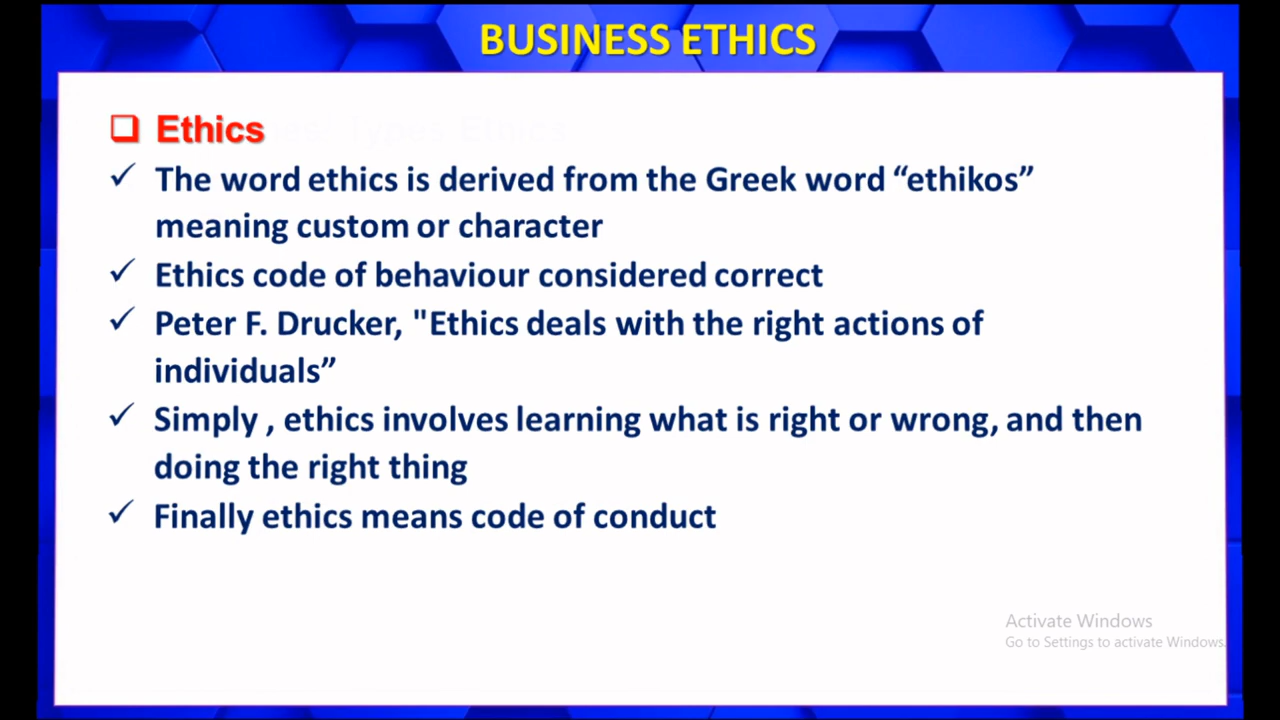 BUSINESS ETHICS
❑ Ethics
✓ The word ethics is derived from the Greek word “ethikos”
meaning custom or character
✓ Ethics code of behaviour considered correct
✓ Peter F. Drucker, "Ethics deals with the right actions of
individuals”
✓ Simply , ethics involves learning what is right or wrong, and then
doing the right thing
✓ Finally ethics means code of conduct
Activate Windows
Go to Settings to activate Windows.